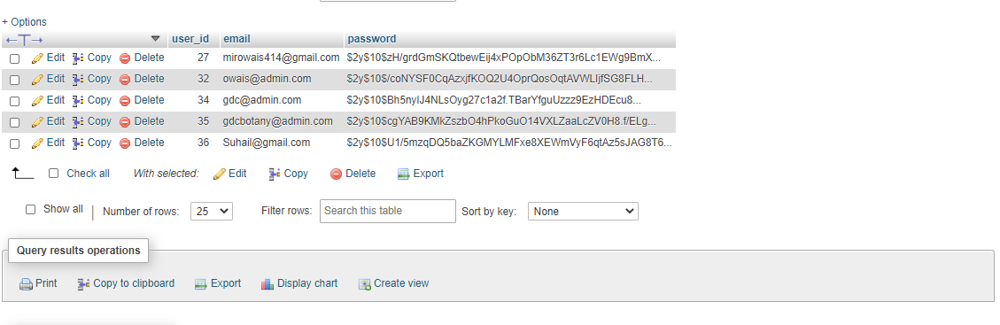 + Options
←T→ user_id email password
Edit Copy Delete 27 mirowais414@gmail.com $2y$10$zH/grdGmSKQtbewEij4xPOpObM36ZT3r6Lc1EWg9BmX...
Edit Copy Delete 32 owais@admin.com $2y$10$/coNYSF0CqAzxjfKOQ2U4OprQosOqtAVWLIjfSG8FLH...
Edit Copy Delete 34 gdc@admin.com $2y$10$Bh5nyIJ4NLsOyg27c1a2f.TBarYfguUzzz9EzHDEcu8...
Edit Copy Delete 35 gdcbotany@admin.com $2y$10$cgYAB9KMkZszbO4hPkoGuO14VXLZaaLcZV0H8.f/ELg...
Edit Copy Delete 36 Suhail@gmail.com $2y$10$U1/5mzqDQ5baZKGMYLMFxe8XEWmVyF6qtAz5sJAG8T6...
Check all With selected: Edit Copy Delete Export
Show all Number of rows: 25 Filter rows: Search this table Sort by key: None
Query results operations
Print Copy to clipboard Export Display chart Create view